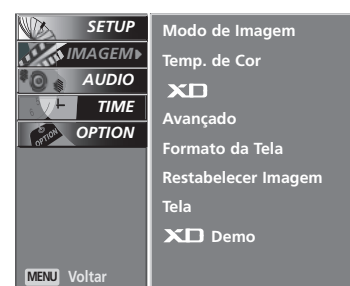 SETUP
IMAGEM
AUDIO
TIME
OPTION
OPTION
MENU Voltar
Modo de Imagem
Temp. de Cor
XD
Avançado
Formato da Tela
Restabelecer Imagem
Tela
XD Demo